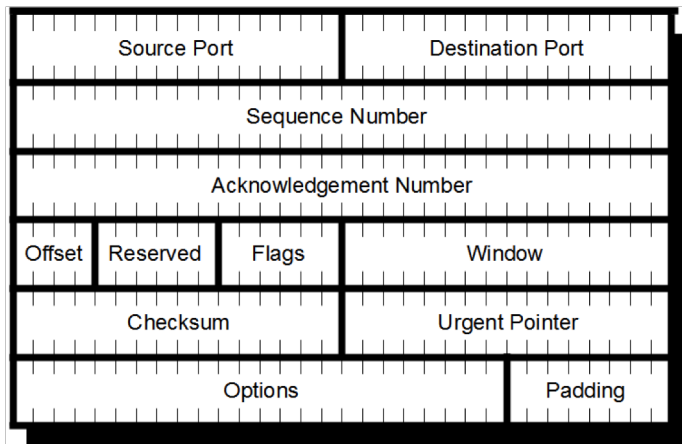 Source Port Destination Port
Sequence Number
Acknowledgement Number
Offset Reserved Flags Window
Checksum Urgent Pointer
Options Padding